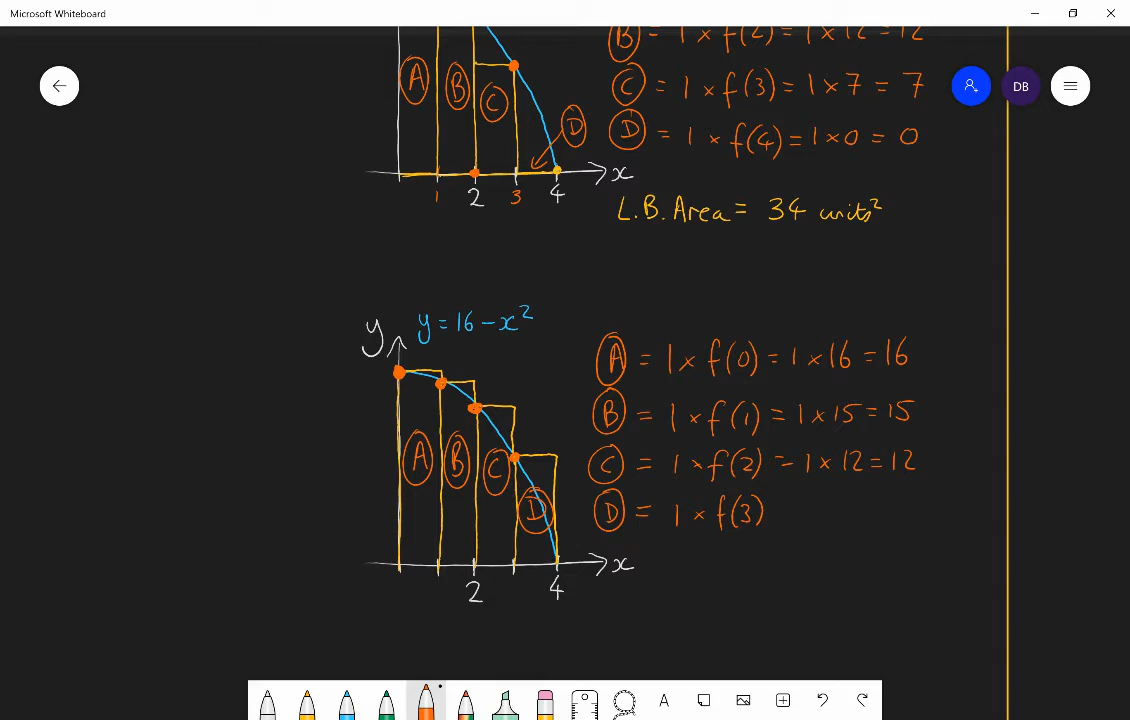 Microsoft Whiteboard
B = 1 × f(2) = 1 × 12 = 12
A
B
C
D
C = 1 × f(3) = 1 × 7 = 7
DB
D = 1 × f(4) = 1 × 0 = 0
x
1
2
3
4
L.B. Area = 34 units²
y
y = 16 - x²
A = 1 × f(0) = 1 × 16 = 16
B = 1 × f(1) = 1 × 15 = 15
A
B
C
D
C = 1 × f(2) = 1 × 12 = 12
D = 1 × f(3)
x
2
4
A